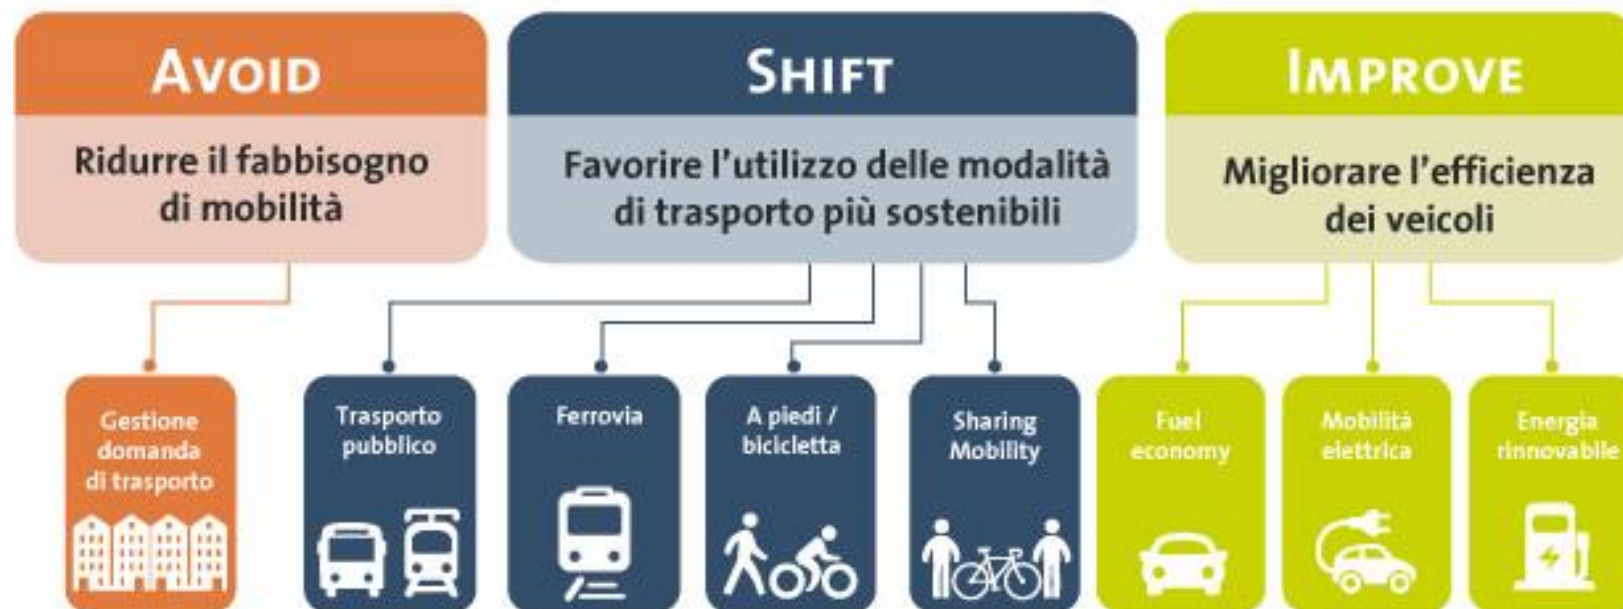 AVOID
Ridurre il fabbisogno
di mobilità
SHIFT
Favorire l'utilizzo delle modalità
di trasporto più sostenibili
IMPROVE
Migliorare l'efficienza
dei veicoli
Gestione
domanda
di trasporto
Trasporto
pubblico
Ferrovia
A piedi /
bicicletta
Sharing
Mobility
Fuel
economy
Mobilità
elettrica
Energia
rinnovabile